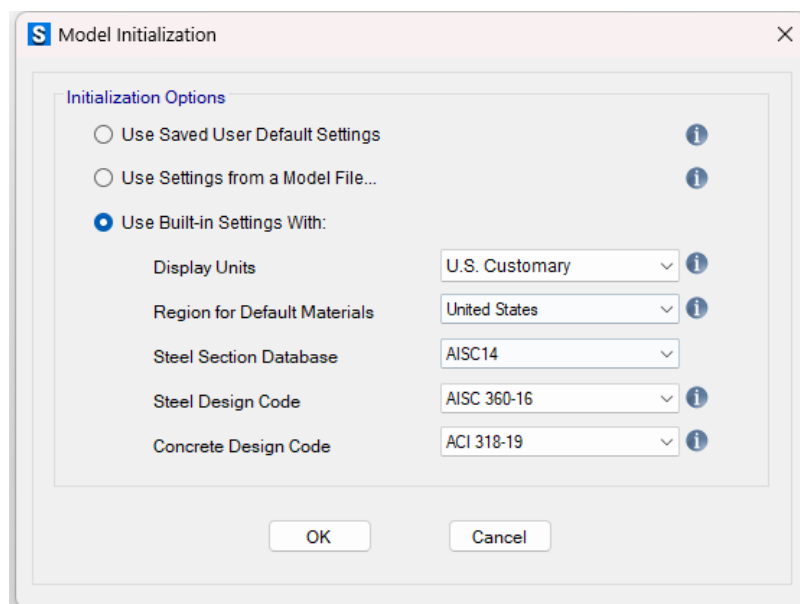 S Model Initialization
Initialization Options
Use Saved User Default Settings
Use Settings from a Model File...
Use Built-in Settings With:
Display Units U.S. Customary
Region for Default Materials United States
Steel Section Database AISC14
Steel Design Code AISC 360-16
Concrete Design Code ACI 318-19
OK Cancel